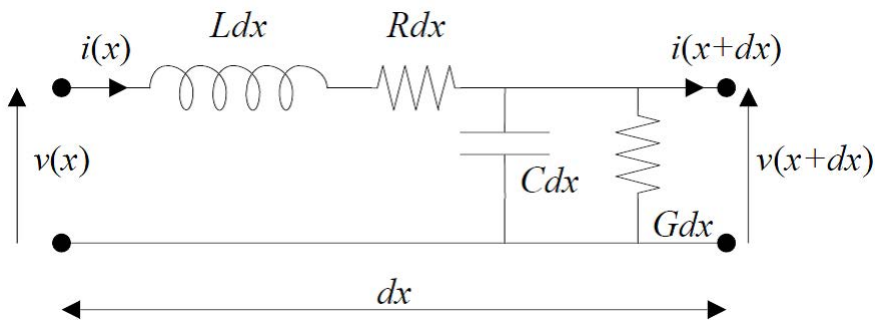 Ldx Rdx
i(x) i(x+dx)
v(x) Cdx v(x+dx)
Gdx
dx